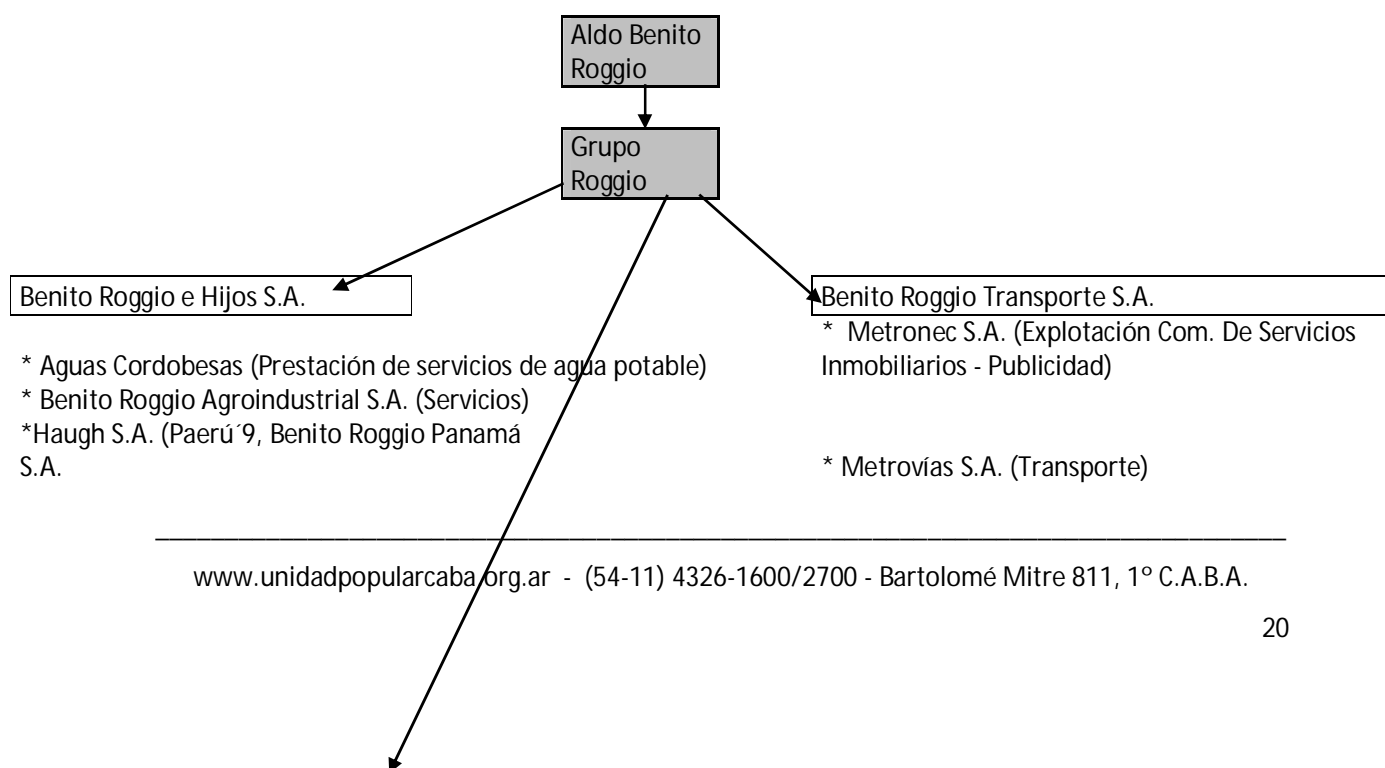 Aldo Benito
Roggio
Grupo
Roggio
Benito Roggio e Hijos S.A.
* Aguas Cordobesas (Prestación de servicios de agua potable)
* Benito Roggio Agroindustrial S.A. (Servicios)
*Haugh S.A. (Paerú´9, Benito Roggio Panamá
S.A.
Benito Roggio Transporte S.A.
* Metronec S.A. (Explotación Com. De Servicios
Inmobiliarios - Publicidad)
* Metrovías S.A. (Transporte)
www.unidadpopularcaba.org.ar - (54-11) 4326-1600/2700 - Bartolomé Mitre 811, 1º C.A.B.A.
20